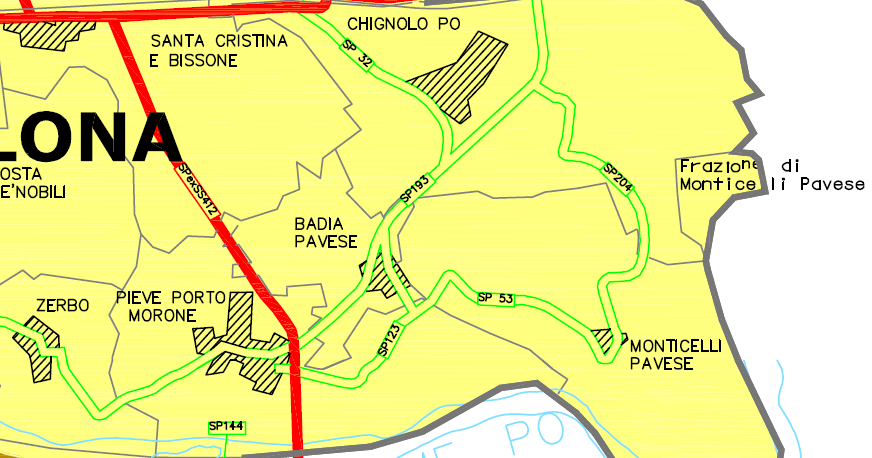 CHIGNOLO PO
SANTA CRISTINA
E BISSONE
SP 32
LONA
OSTA
E'NOBILI
SPexSS412
SP193
SP204
Frazione di
Monticelli Pavese
BADIA
PAVESE
ZERBO
PIEVE PORTO
MORONE
SP 53
SP123
MONTICELLI
PAVESE
SP144
ME PO